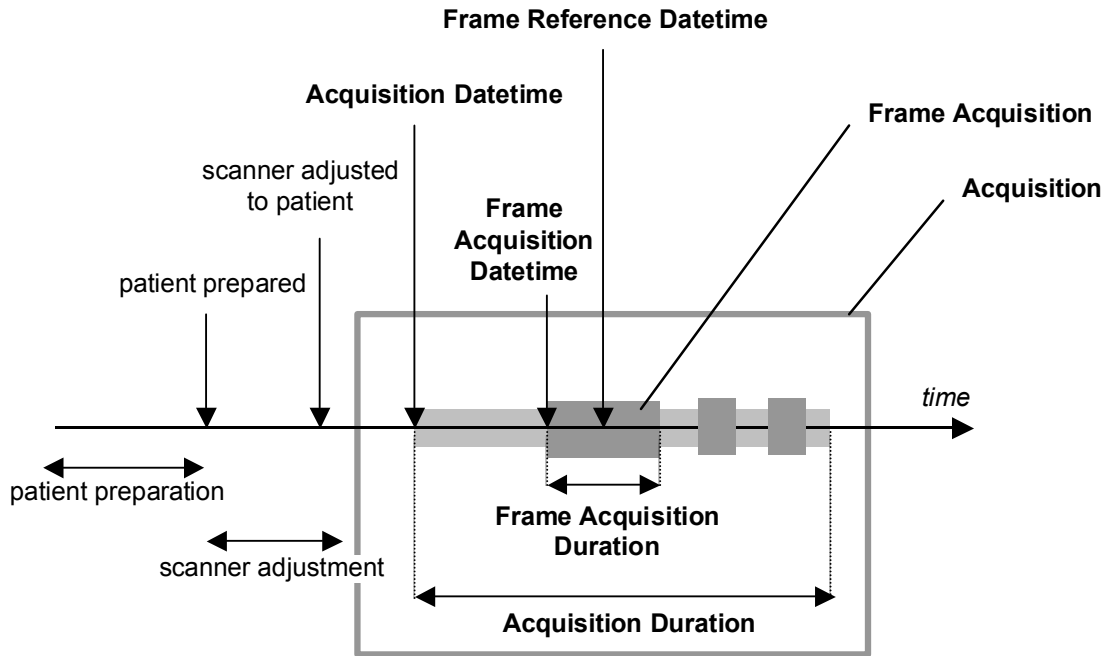 Frame Reference Datetime
Acquisition Datetime
Frame Acquisition
scanner adjusted
to patient
Acquisition
Frame
Acquisition
Datetime
patient prepared
time
patient preparation
Frame Acquisition
Duration
scanner adjustment
Acquisition Duration